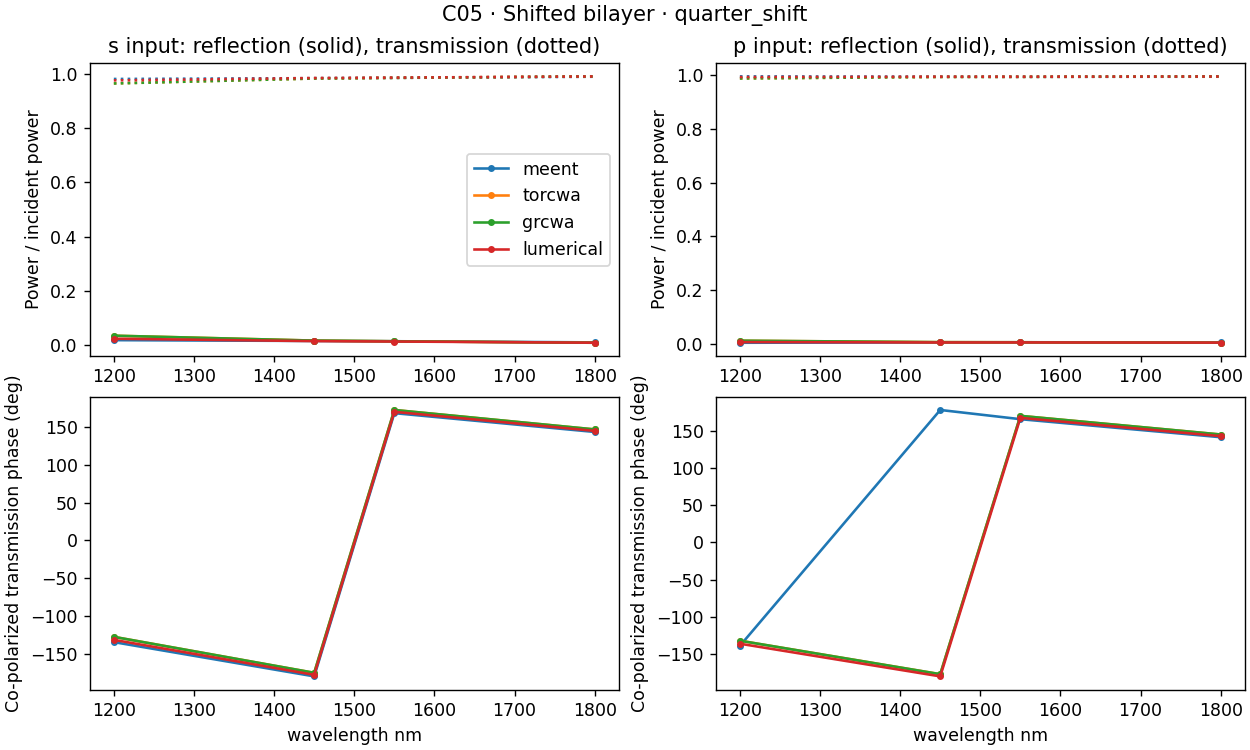 C05 · Shifted bilayer · quarter_shift
s input: reflection (solid), transmission (dotted)
Power / incident power
1.0
0.8
0.6
0.4
0.2
0.0
meent
torcwa
grcwa
lumerical
1200 1300 1400 1500 1600 1700 1800
p input: reflection (solid), transmission (dotted)
Power / incident power
1.0
0.8
0.6
0.4
0.2
0.0
1200 1300 1400 1500 1600 1700 1800
Co-polarized transmission phase (deg)
150
100
50
0
−50
−100
−150
1200 1300 1400 1500 1600 1700 1800
wavelength nm
Co-polarized transmission phase (deg)
150
100
50
0
−50
−100
−150
1200 1300 1400 1500 1600 1700 1800
wavelength nm